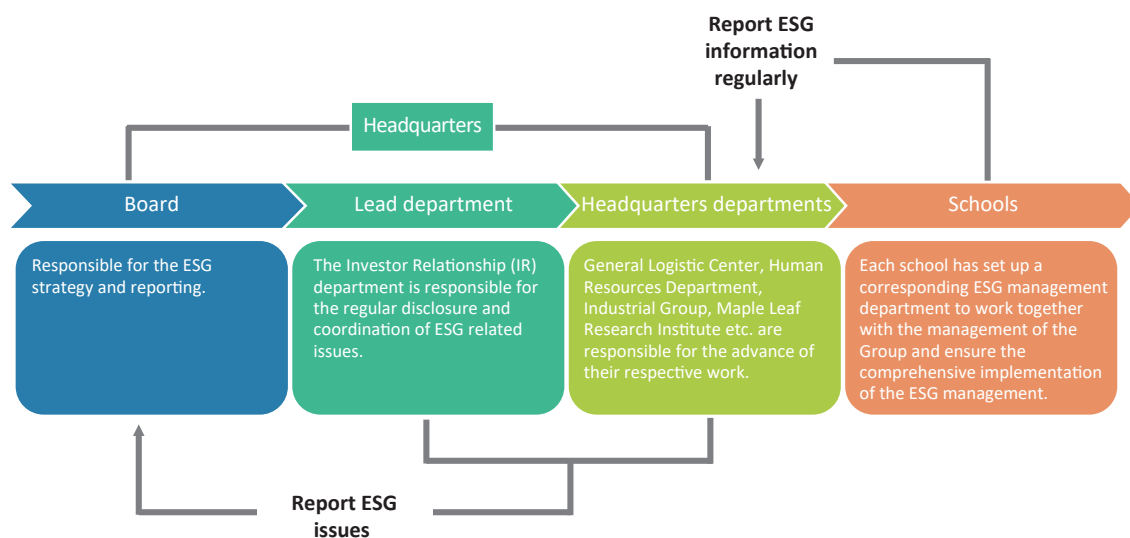 Report ESG
information
regularly
Headquarters
Board
Lead department
Headquarters departments
Schools
Responsible for the ESG
strategy and reporting.
The Investor Relationship (IR)
department is responsible for
the regular disclosure and
coordination of ESG related
issues.
General Logistic Center, Human
Resources Department,
Industrial Group, Maple Leaf
Research Institute etc. are
responsible for the advance of
their respective work.
Each school has set up a
corresponding ESG management
department to work together
with the management of the
Group and ensure the
comprehensive implementation
of the ESG management.
Report ESG
issues